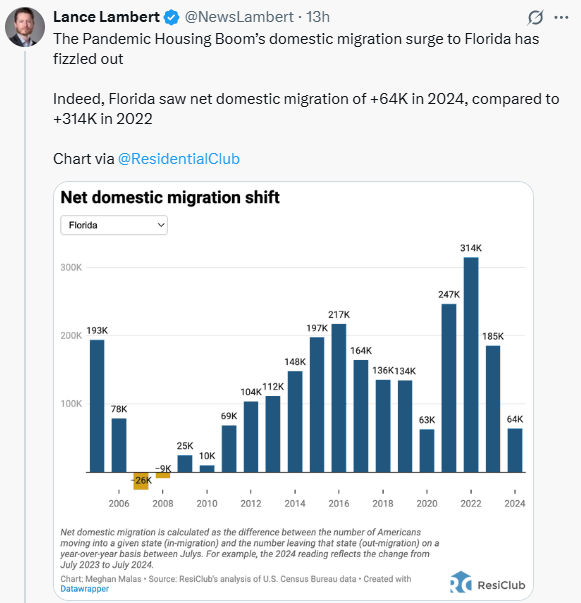 Lance Lambert @NewsLambert · 13h
The Pandemic Housing Boom's domestic migration surge to Florida has
fizzled out
Indeed, Florida saw net domestic migration of +64K in 2024, compared to
+314K in 2022
Chart via @ResidentialClub
Net domestic migration shift
Florida
300K
200K
100K
193K
78K
-26K
-9K
25K
10K
69K
104K
112K
148K
197K
217K
164K
136K
134K
63K
247K
314K
185K
64K
2006 2008 2010 2012 2014 2016 2018 2020 2022 2024
Net domestic migration is calculated as the difference between the number of Americans
moving into a given state (in-migration) and the number leaving that state (out-migration) on a
year-over-year basis between Julys. For example, the 2024 reading reflects the change from
July 2023 to July 2024.
Chart: Meghan Malas • Source: ResiClub's analysis of U.S. Census Bureau data • Created with
Datawrapper
ResiClub